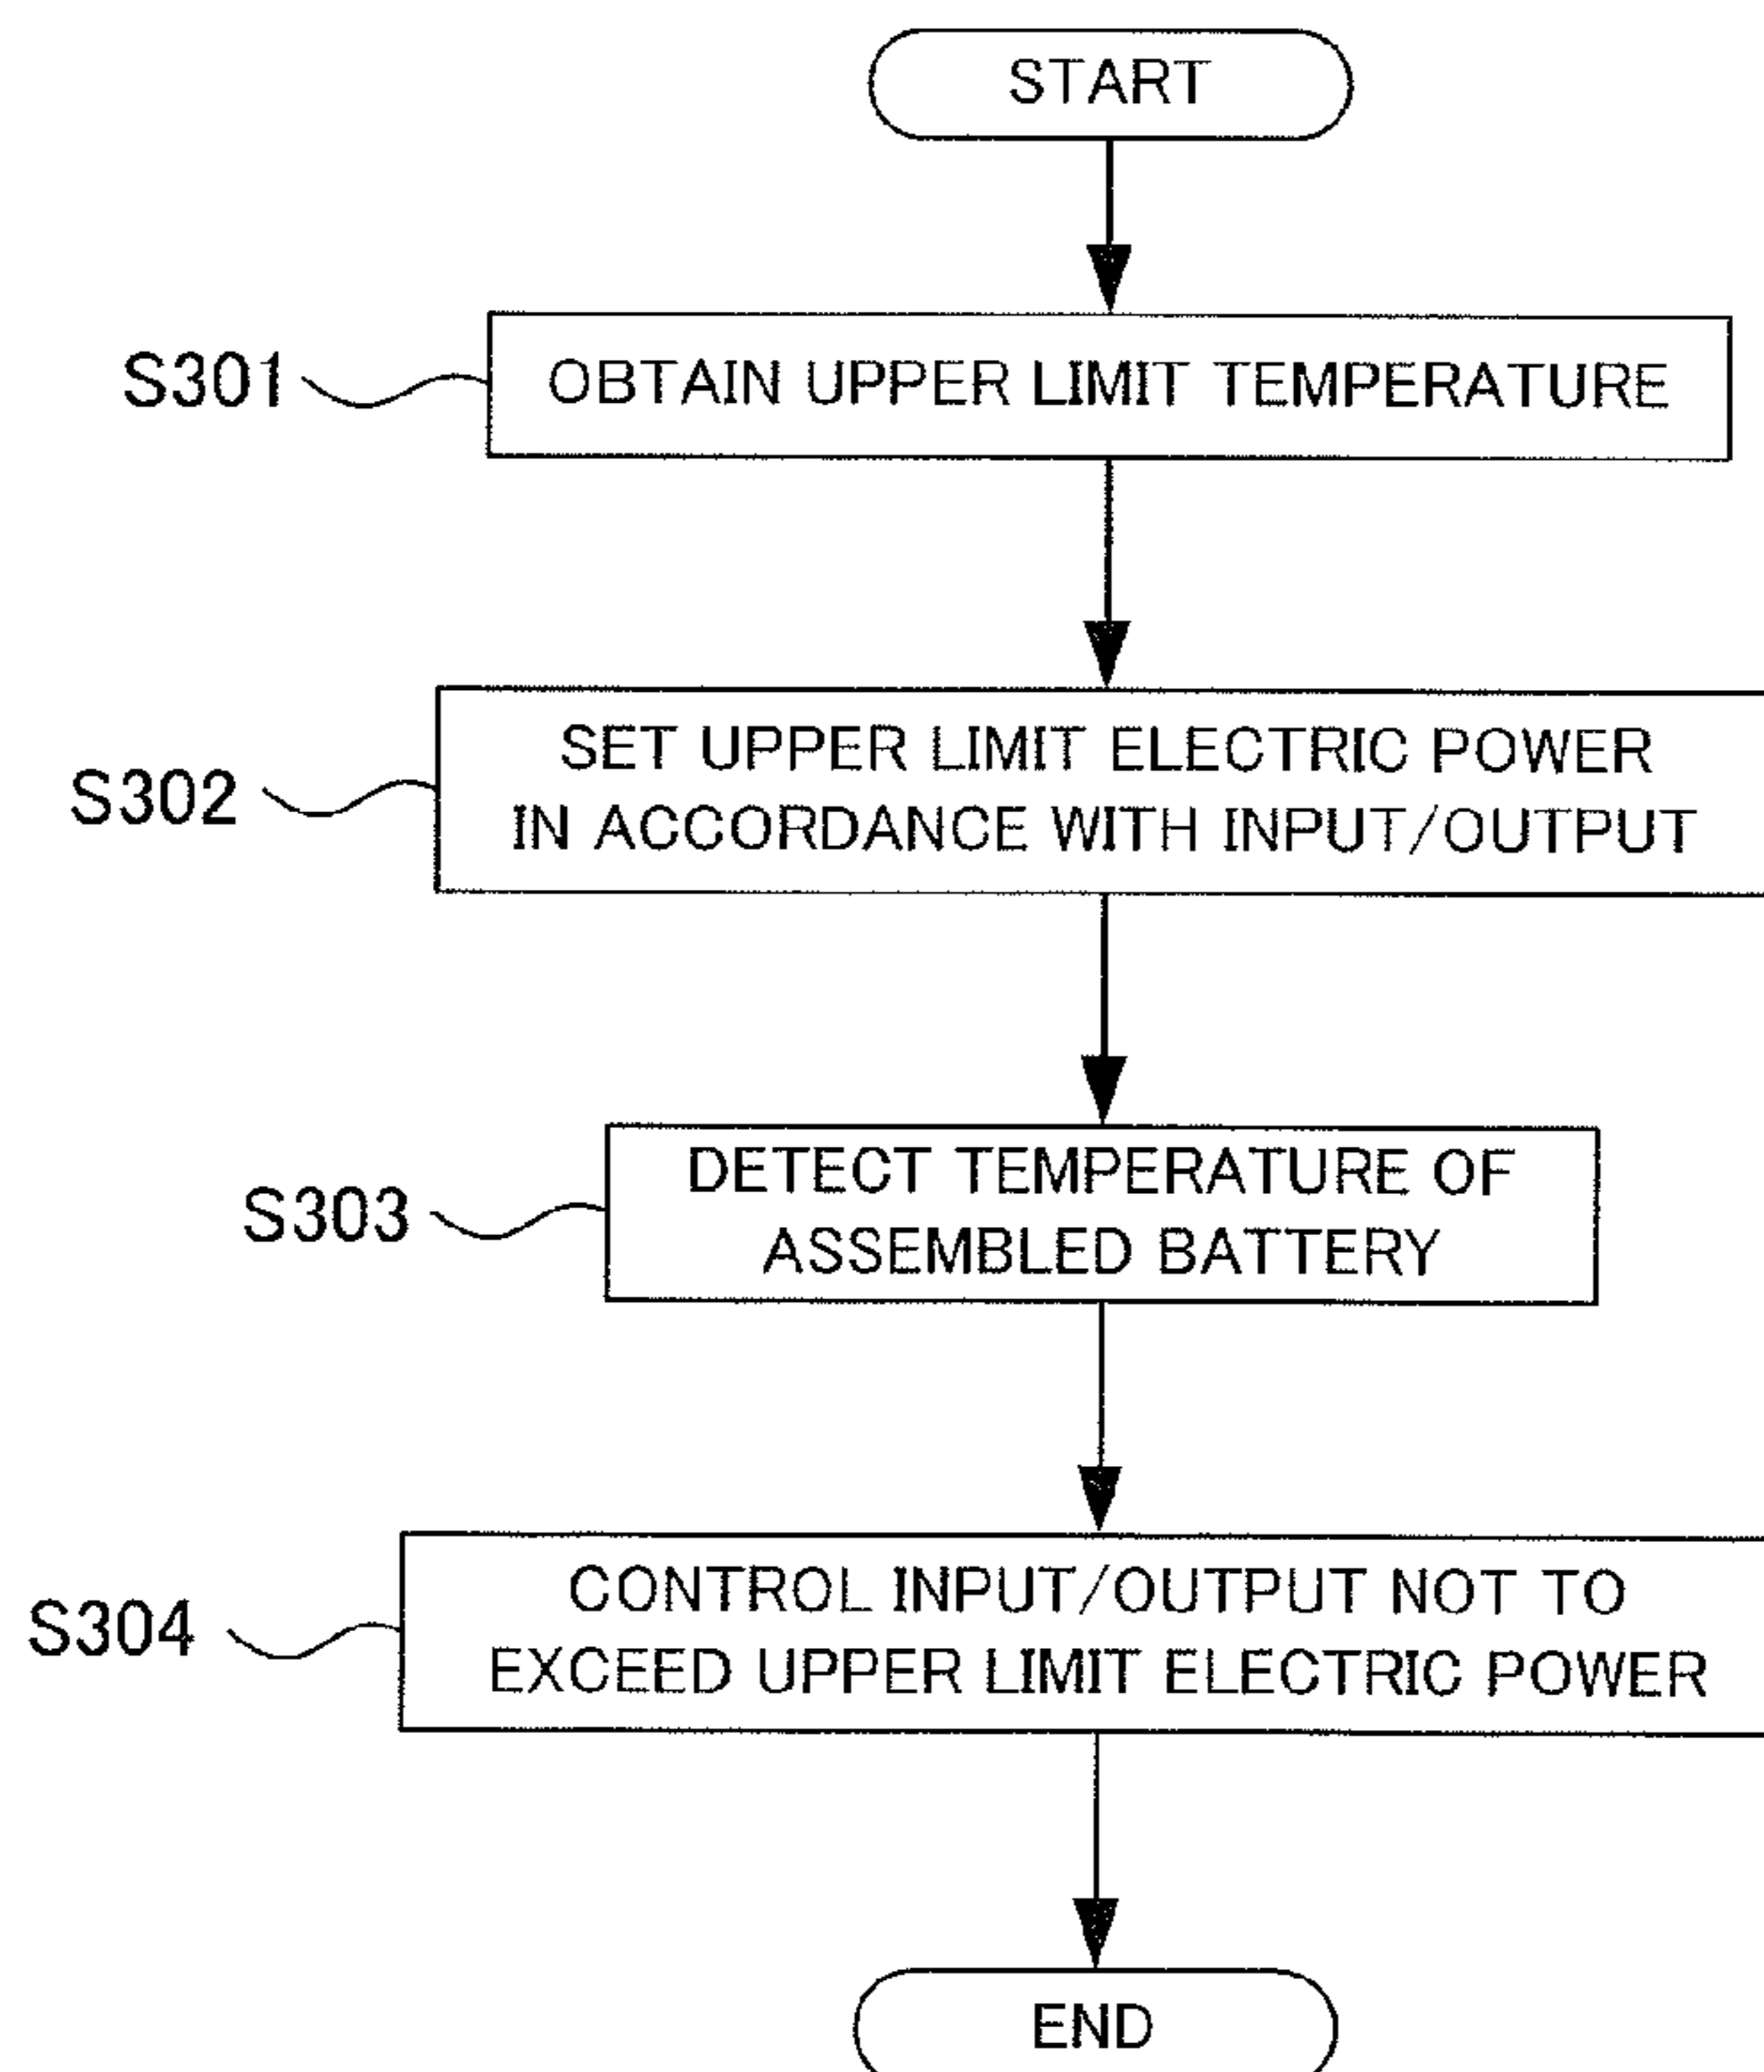 START
S301
OBTAIN UPPER LIMIT TEMPERATURE
S302
SET UPPER LIMIT ELECTRIC POWER
IN ACCORDANCE WITH INPUT/OUTPUT
S303
DETECT TEMPERATURE OF
ASSEMBLED BATTERY
S304
CONTROL INPUT/OUTPUT NOT TO
EXCEED UPPER LIMIT ELECTRIC POWER
END